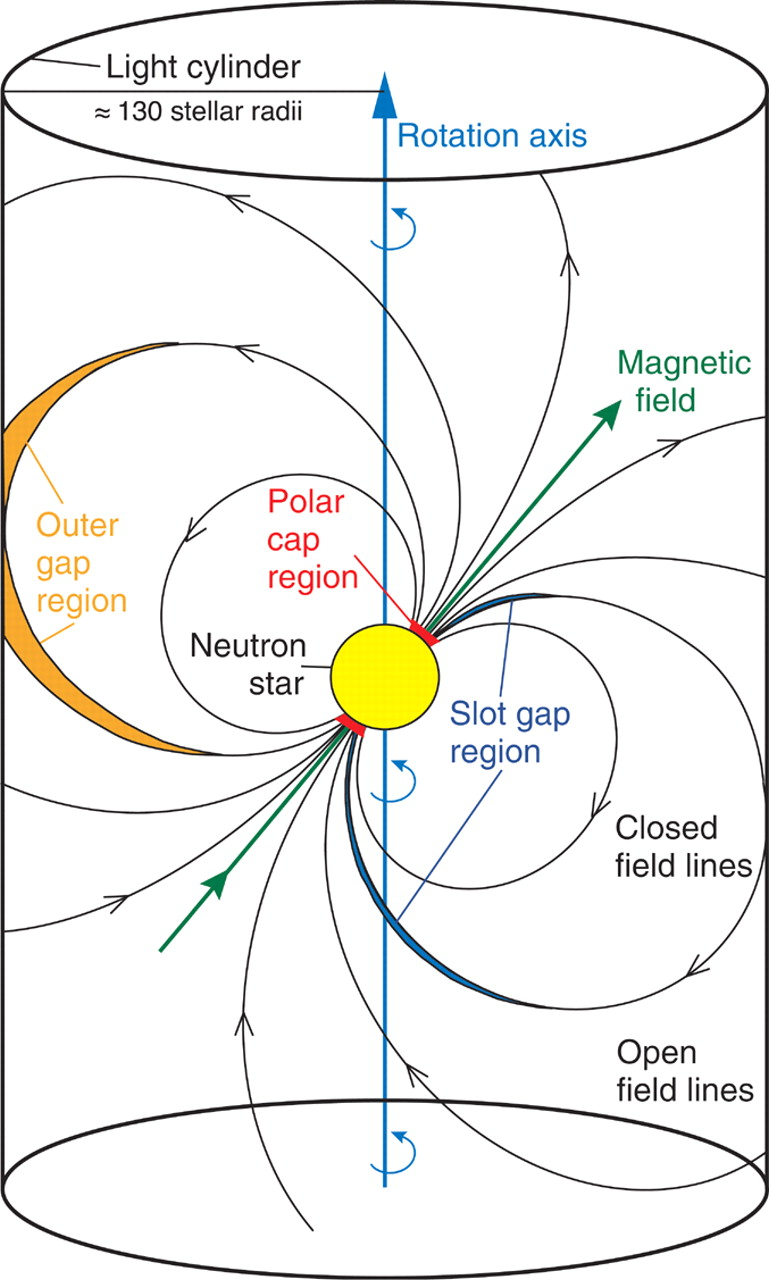 Light cylinder
≈ 130 stellar radii
Rotation axis
Magnetic
field
Polar
cap
region
Outer
gap
region
Neutron
star
Slot gap
region
Closed
field lines
Open
field lines